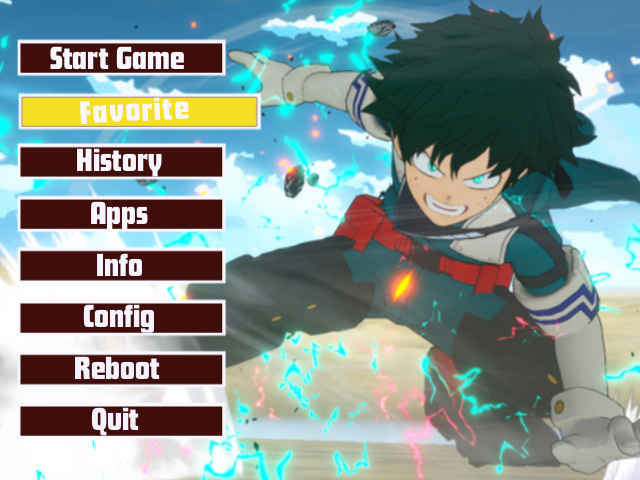 Start Game
Favorite
History
Apps
Info
Config
Reboot
Quit